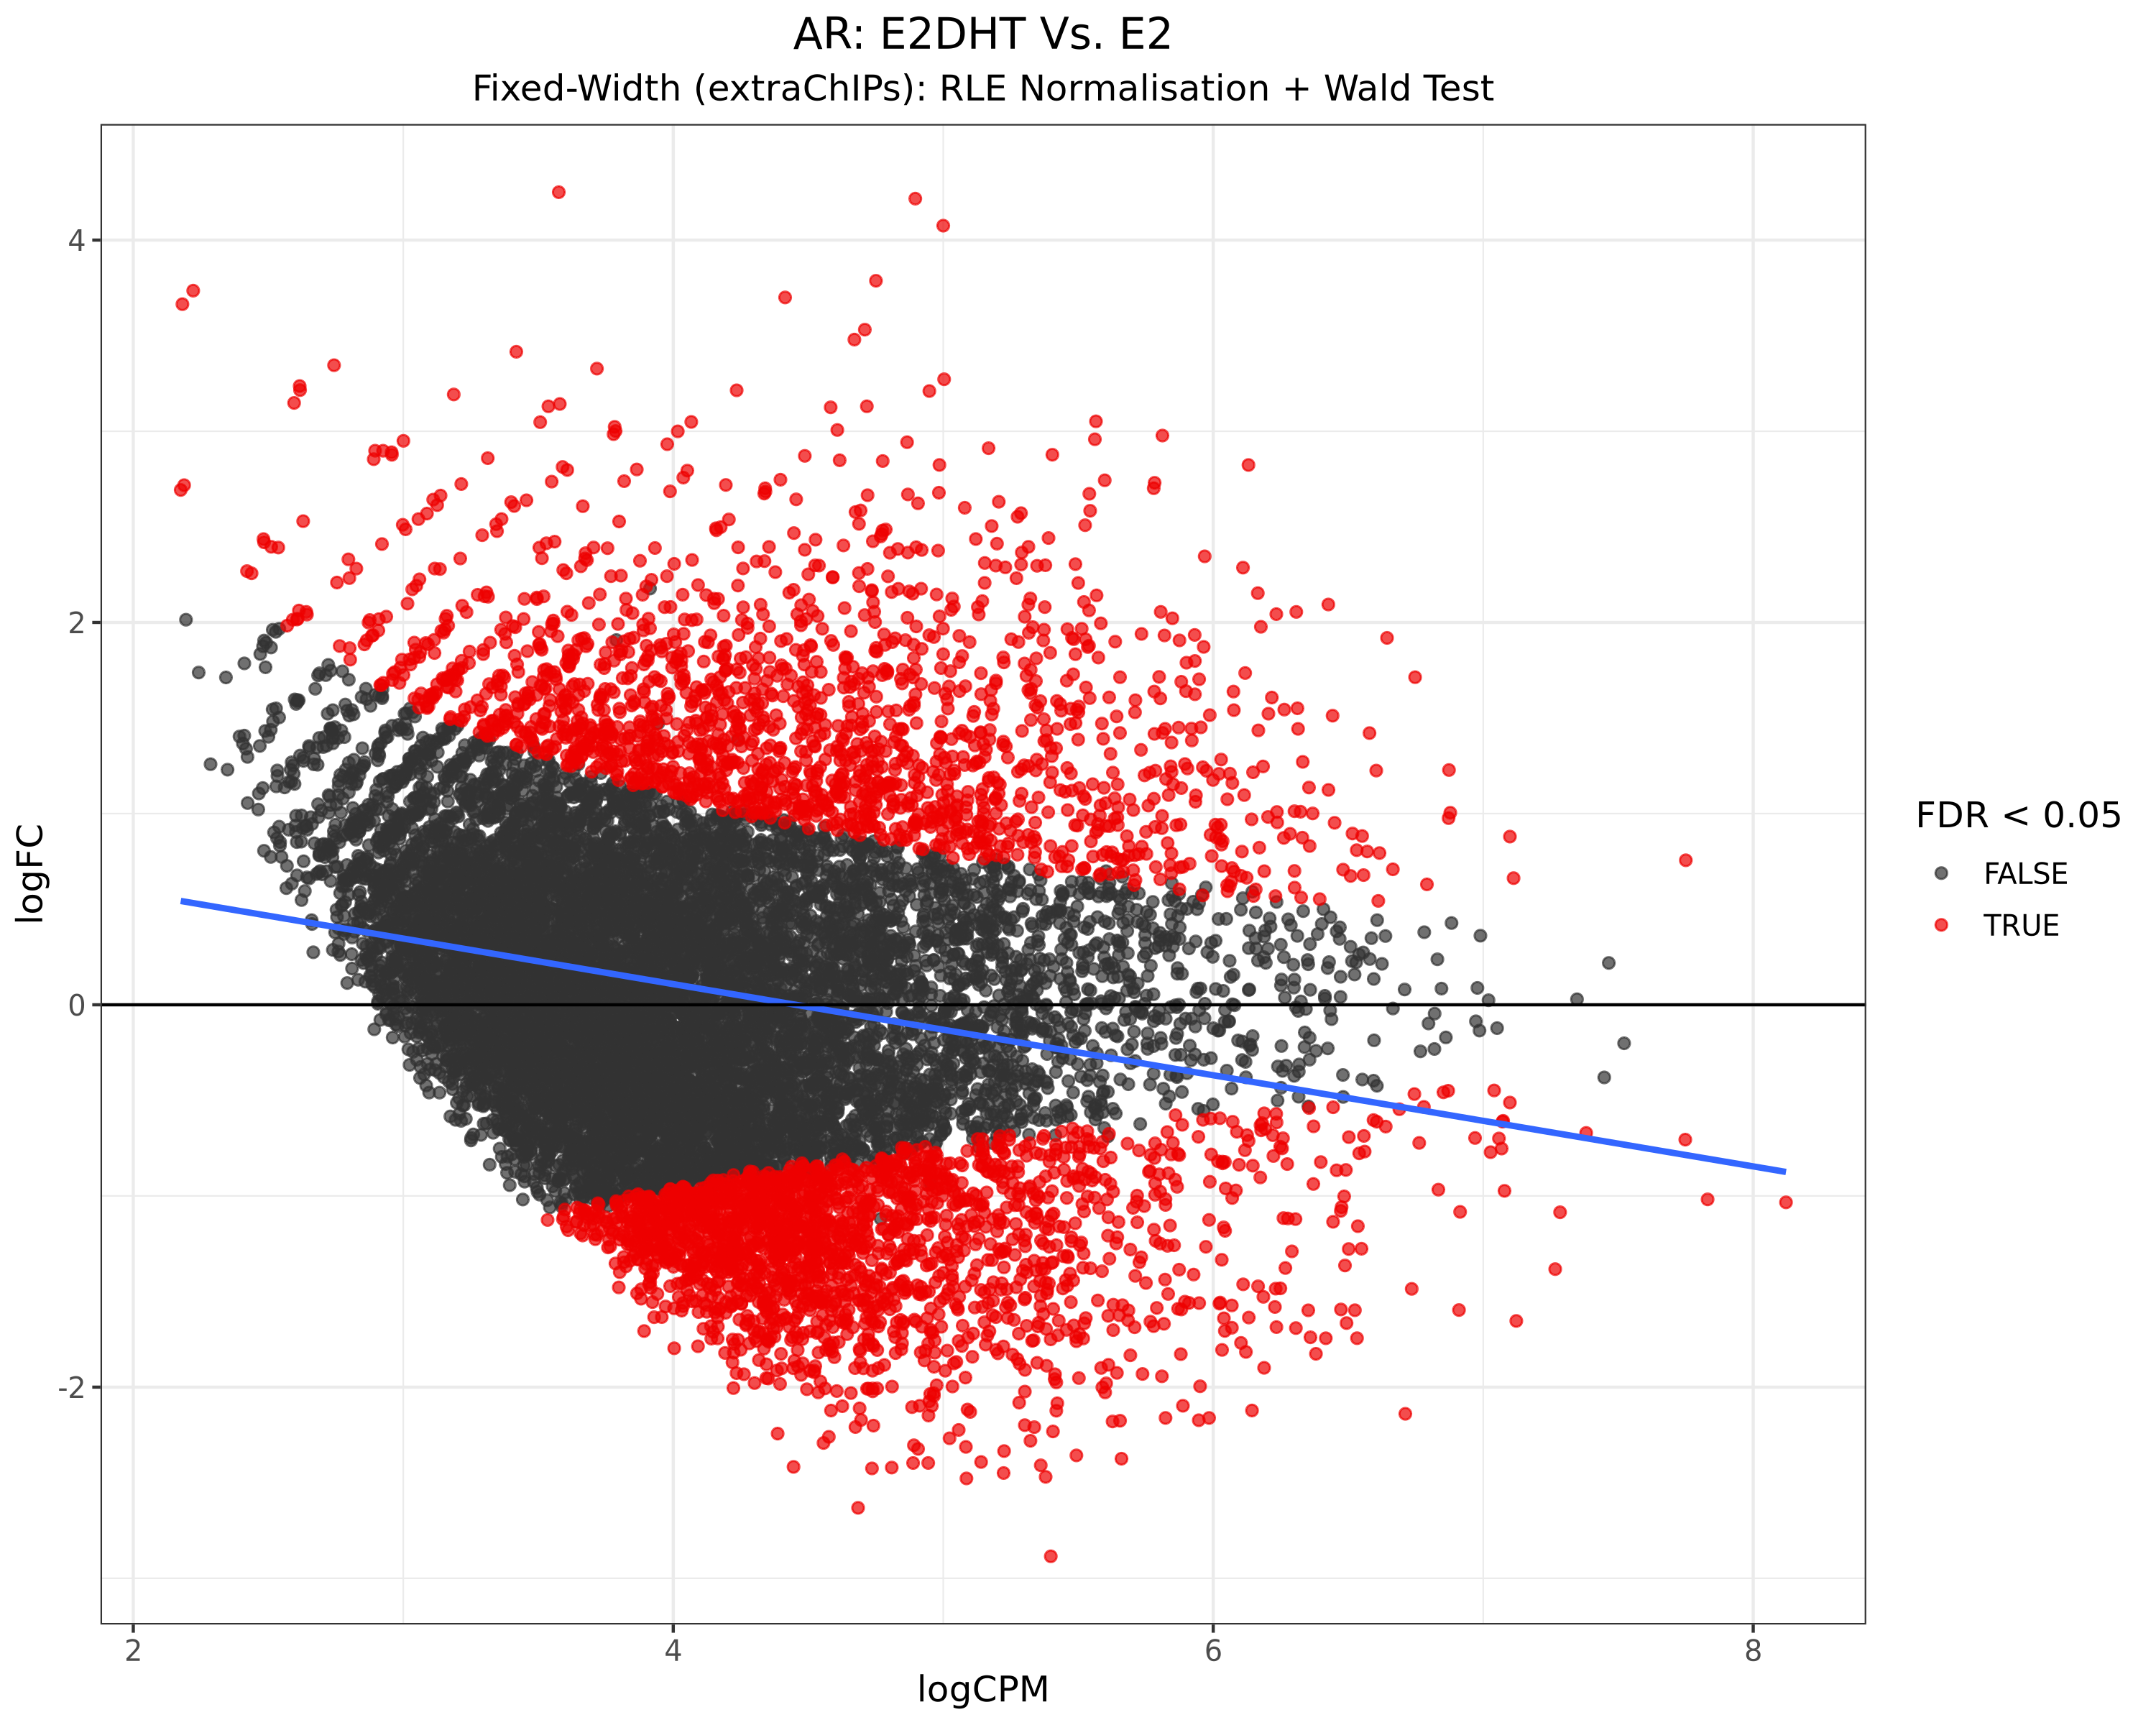 AR: E2DHT Vs. E2
Fixed-Width (extraChIPs): RLE Normalisation + Wald Test
logFC
4
2
0
-2
2
4
6
8
logCPM
FDR < 0.05
FALSE
TRUE